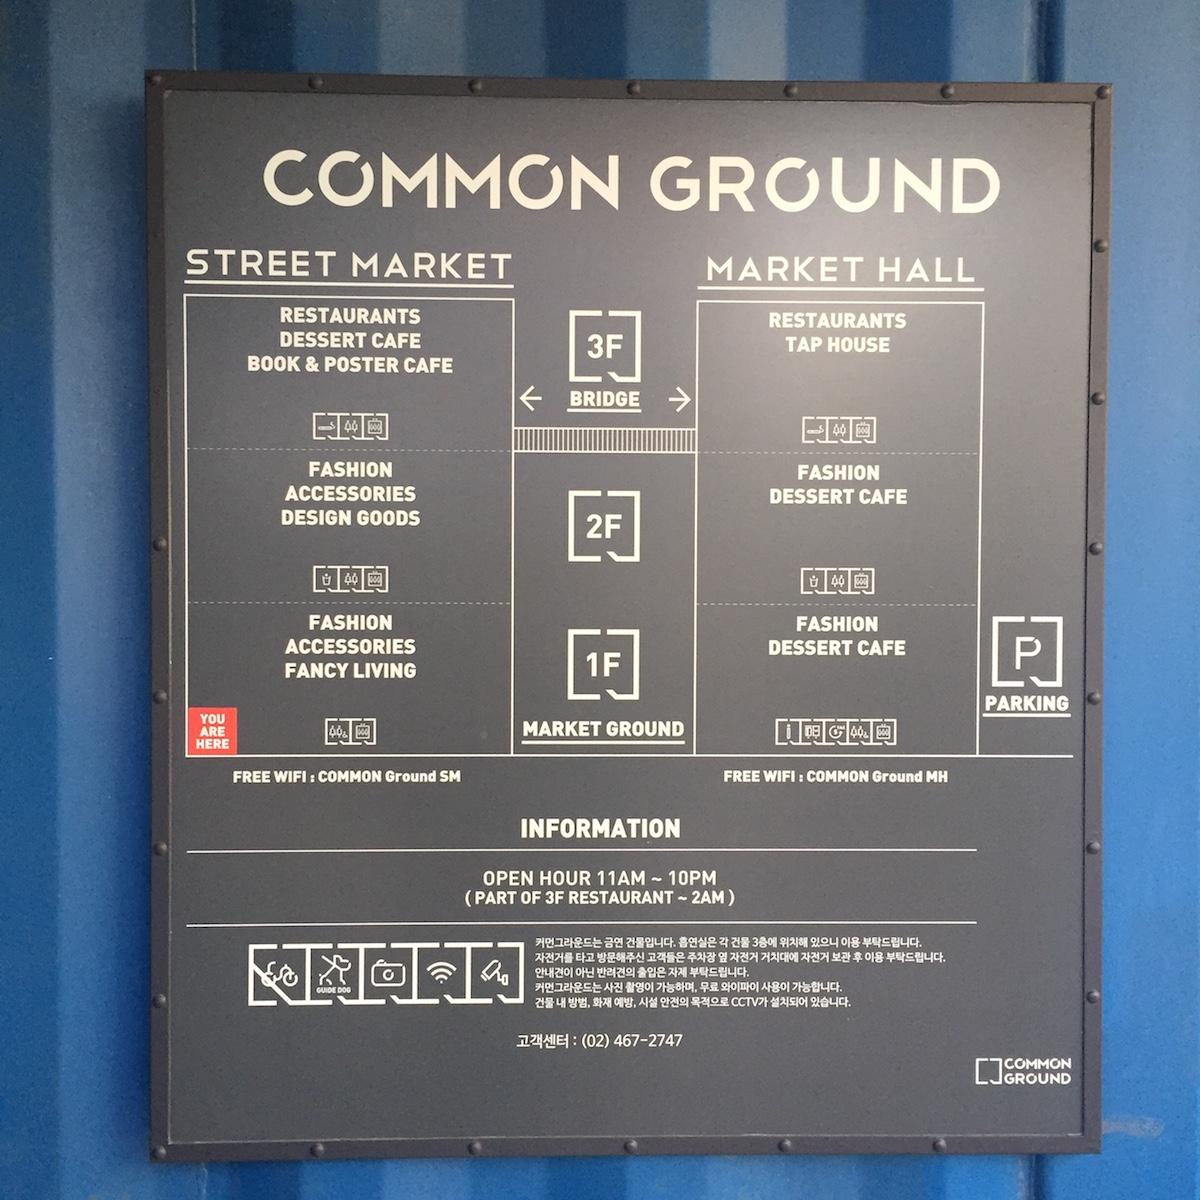 COMMON GROUND
STREET MARKET
RESTAURANTS
DESSERT CAFE
BOOK & POSTER CAFE
FASHION
ACCESSORIES
DESIGN GOODS
FASHION
ACCESSORIES
FANCY LIVING
YOU
ARE
HERE
FREE WIFI : COMMON Ground SM
3F
BRIDGE
2F
1F
MARKET GROUND
MARKET HALL
RESTAURANTS
TAP HOUSE
FASHION
DESSERT CAFE
FASHION
DESSERT CAFE
FREE WIFI : COMMON Ground MH
P
PARKING
INFORMATION
OPEN HOUR 11AM ~ 10PM
( PART OF 3F RESTAURANT ~ 2AM )
GUIDE DOG
커먼그라운드는 금연 건물입니다. 흡연실은 각 건물 3층에 위치해 있으니 이용 부탁드립니다.
자전거를 타고 방문해주신 고객들은 주차장 옆 자전거 거치대에 자전거 보관 후 이용 부탁드립니다.
안내견이 아닌 반려견의 출입은 자제 부탁드립니다.
커먼그라운드는 사진 촬영이 가능하며, 무료 와이파이 사용이 가능합니다.
건물 내 방범, 화재 예방, 시설 안전의 목적으로 CCTV가 설치되어 있습니다.
고객센터 : (02) 467-2747
COMMON
GROUND